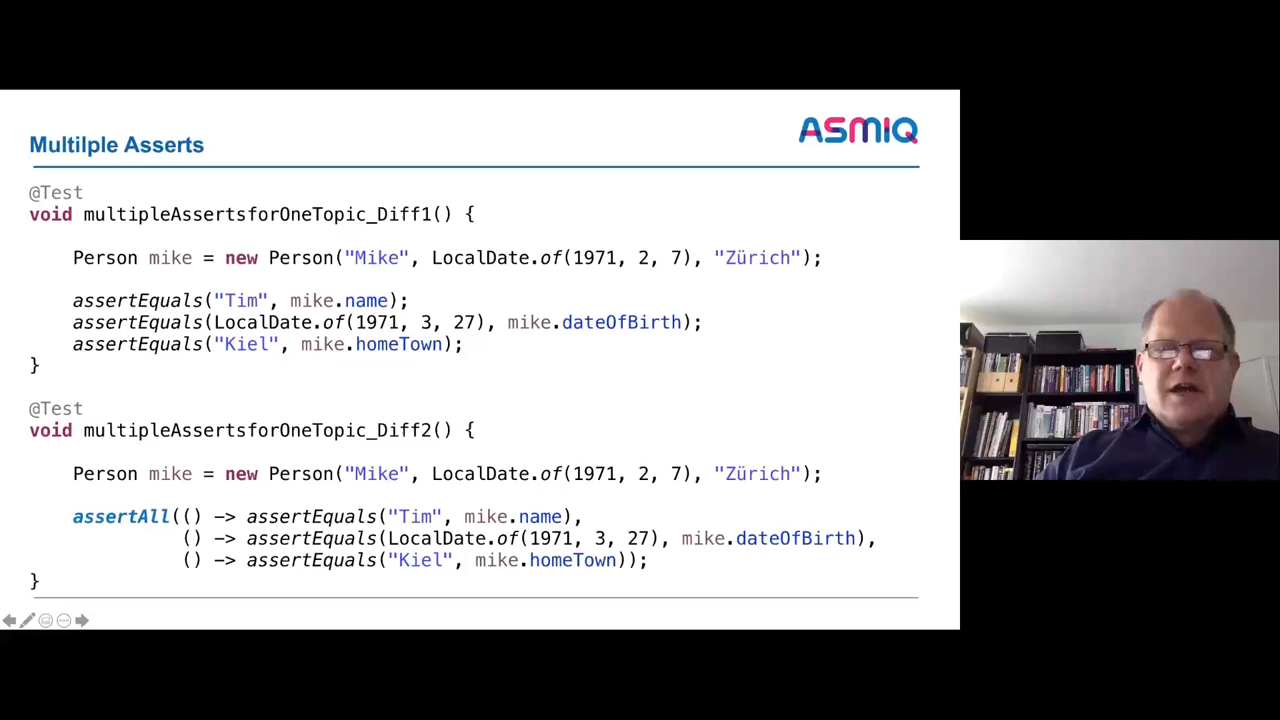 ASMIQ
Multilple Asserts
@Test
void multipleAssertsforOneTopic_Diff1() {
Person mike = new Person("Mike", LocalDate.of(1971, 2, 7), "Zürich");
assertEquals("Tim", mike.name);
assertEquals(LocalDate.of(1971, 3, 27), mike.dateOfBirth);
assertEquals("Kiel", mike.homeTown);
}
@Test
void multipleAssertsforOneTopic_Diff2() {
Person mike = new Person("Mike", LocalDate.of(1971, 2, 7), "Zürich");
assertAll(() -> assertEquals("Tim", mike.name),
() -> assertEquals(LocalDate.of(1971, 3, 27), mike.dateOfBirth),
() -> assertEquals("Kiel", mike.homeTown));
}